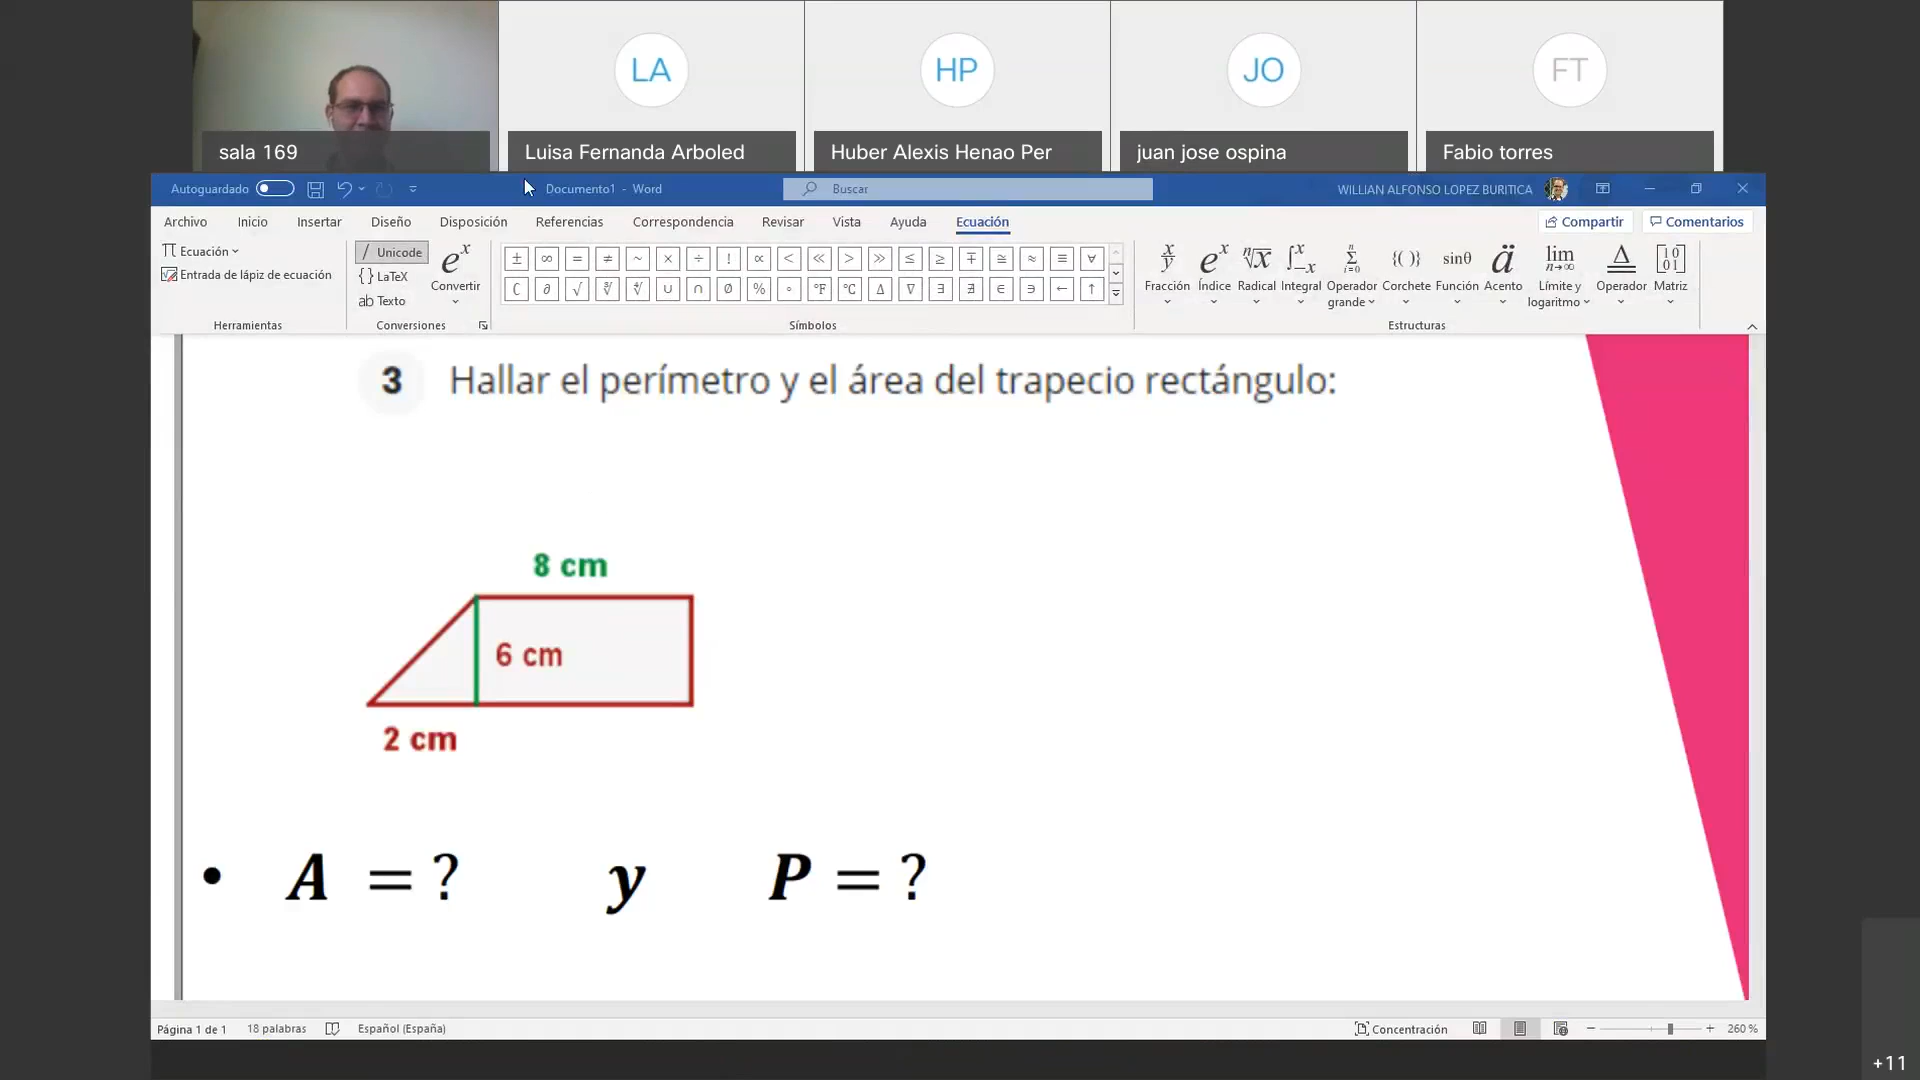 LA
HP
JO
FT
sala 169
Luisa Fernanda Arboled
Huber Alexis Henao Per
juan jose ospina
Fabio torres
Autoguardado
Documento1 - Word
Buscar
WILLIAN ALFONSO LOPEZ BURITICA
Archivo Inicio Insertar Diseño Disposición Referencias Correspondencia Revisar Vista Ayuda Ecuación
Compartir Comentarios
π Ecuación
Entrada de lápiz de ecuación
Herramientas
/ Unicode
{} LaTeX
ab Texto
eˣ
Convertir
Conversiones
± ∞ = ≠ ~ × ÷ ! ∝ < ≪ > ≫ ≤ ≥ ∓ ≅ ≈ ≡ ∀
∁ ∂ √ ∛ ∜ ∪ ∩ ∅ % ° °F °C ∆ ∇ ∃ ∄ ∈ ∋ ← ↑
Símbolos
Fracción Índice Radical Integral Operador grande Corchete Función Acento Límite y logaritmo Operador Matriz
Estructuras
3 Hallar el perímetro y el área del trapecio rectángulo:
8 cm
6 cm
2 cm
• A = ? y P = ?
Página 1 de 1 18 palabras Español (España)
Concentración
260 %
+11